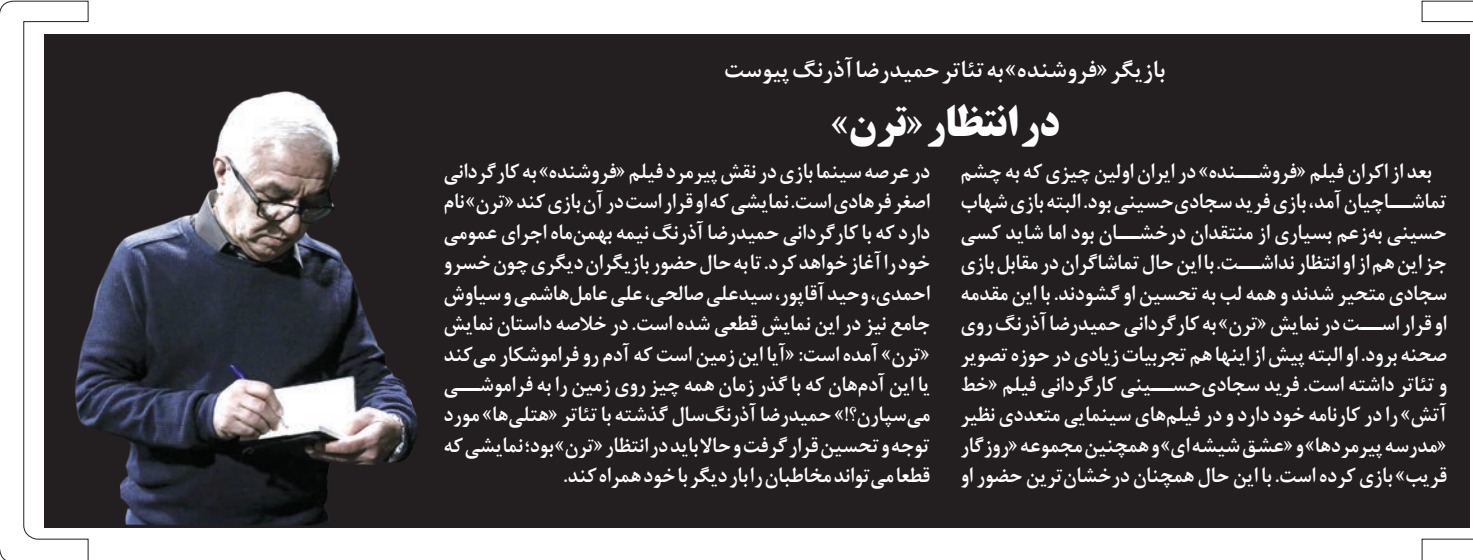 بازیگر «فروشنده» به تئاتر حمیدرضا آذرنگ پیوست
در انتظار «ترن»
بعد از اکران فیلم «فروشـــنده» در ایران اولین چیزی که به چشم
تماشـــاچیان آمد، بازی فرید سجادی حسینی بود. البته بازی شهاب
حسینی به‌زعم بسیاری از منتقدان درخشـــان بود اما شاید کسی
جز این هم از او انتظار نداشـــت. با این حال تماشاگران در مقابل بازی
سجادی متحیر شدند و همه لب به تحسین او گشودند. با این مقدمه
او قرار اســـت در نمایش «ترن» به کارگردانی حمیدرضا آذرنگ روی
صحنه برود. او البته پیش از اینها هم تجربیات زیادی در حوزه تصویر
و تئاتر داشته است. فرید سجادی‌حســـینی کارگردانی فیلم «خط
آتش» را در کارنامه خود دارد و در فیلم‌های سینمایی متعددی نظیر
«مدرسه پیرمردها» و «عشق شیشه‌ای» و همچنین مجموعه «روزگار
قریب» بازی کرده است. با این حال همچنان درخشان‌ترین حضور او
در عرصه سینما بازی در نقش پیرمرد فیلم «فروشنده» به کارگردانی
اصغر فرهادی است. نمایشی که او قرار است در آن بازی کند «ترن» نام
دارد که با کارگردانی حمیدرضا آذرنگ نیمه بهمن‌ماه اجرای عمومی
خود را آغاز خواهد کرد. تا به حال حضور بازیگران دیگری چون خسرو
احمدی، وحید آقاپور، سیدعلی صالحی، علی عامل‌هاشمی و سیاوش
جامع نیز در این نمایش قطعی شده است. در خلاصه داستان نمایش
«ترن» آمده است: «آیا این زمین است که آدم رو فراموشکار می‌کند
یا این آدم‌هان که با گذر زمان همه چیز روی زمین را به فراموشـــی
می‌سپارن؟!» حمیدرضا آذرنگ‌سال گذشته با تئاتر «هتلی‌ها» مورد
توجه و تحسین قرار گرفت و حالا باید در انتظار «ترن» بود؛ نمایشی که
قطعا می‌تواند مخاطبان را بار دیگر با خود همراه کند.